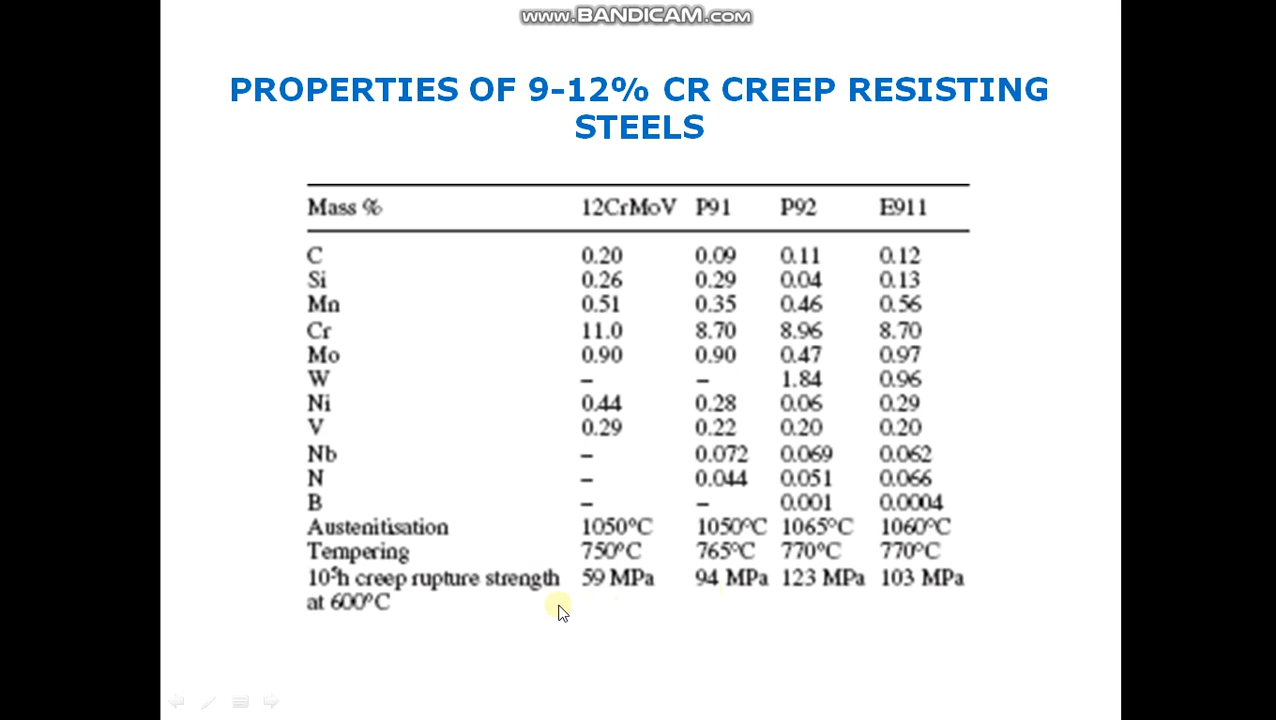 www.BANDICAM.com
PROPERTIES OF 9-12% CR CREEP RESISTING
STEELS
Mass % 12CrMoV P91 P92 E911
C 0.20 0.09 0.11 0.12
Si 0.26 0.29 0.04 0.13
Mn 0.51 0.35 0.46 0.56
Cr 11.0 8.70 8.96 8.70
Mo 0.90 0.90 0.47 0.97
W – – 1.84 0.96
Ni 0.44 0.28 0.06 0.29
V 0.29 0.22 0.20 0.20
Nb – 0.072 0.069 0.062
N – 0.044 0.051 0.066
B – – 0.001 0.0004
Austenitisation 1050°C 1050°C 1065°C 1060°C
Tempering 750°C 765°C 770°C 770°C
10⁵h creep rupture strength 59 MPa 94 MPa 123 MPa 103 MPa
at 600°C